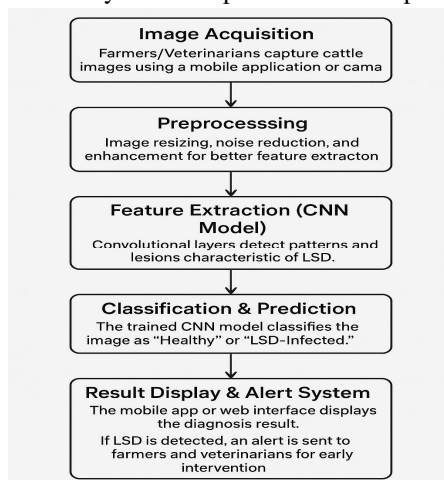 Image Acquisition
Farmers/Veterinarians capture cattle
images using a mobile application or cama
Preprocesssing
Image resizing, noise reduction, and
enhancement for better feature extracton
Feature Extraction (CNN
Model)
Convolutional layers detect patterns and
lesions characteristic of LSD.
Classification & Prediction
The trained CNN model classifies the
image as “Healthy” or “LSD-Infected.”
Result Display & Alert System
The mobile app or web interface displays
the diagnosis result.
If LSD is detected, an alert is sent to
farmers and veterinarians for early
intervention